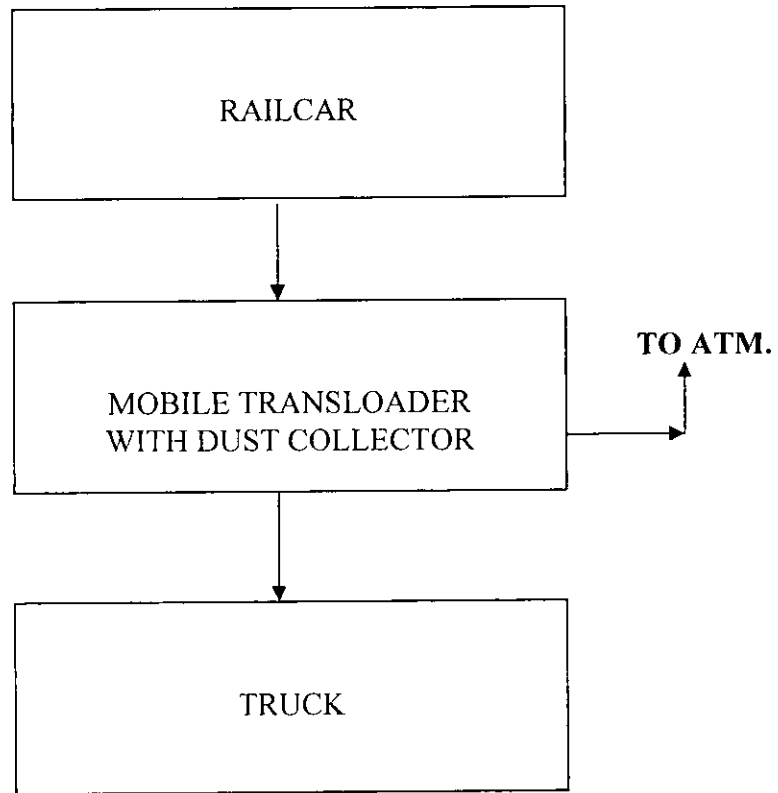 RAILCAR
TO ATM.
MOBILE TRANSLOADER
WITH DUST COLLECTOR
TRUCK